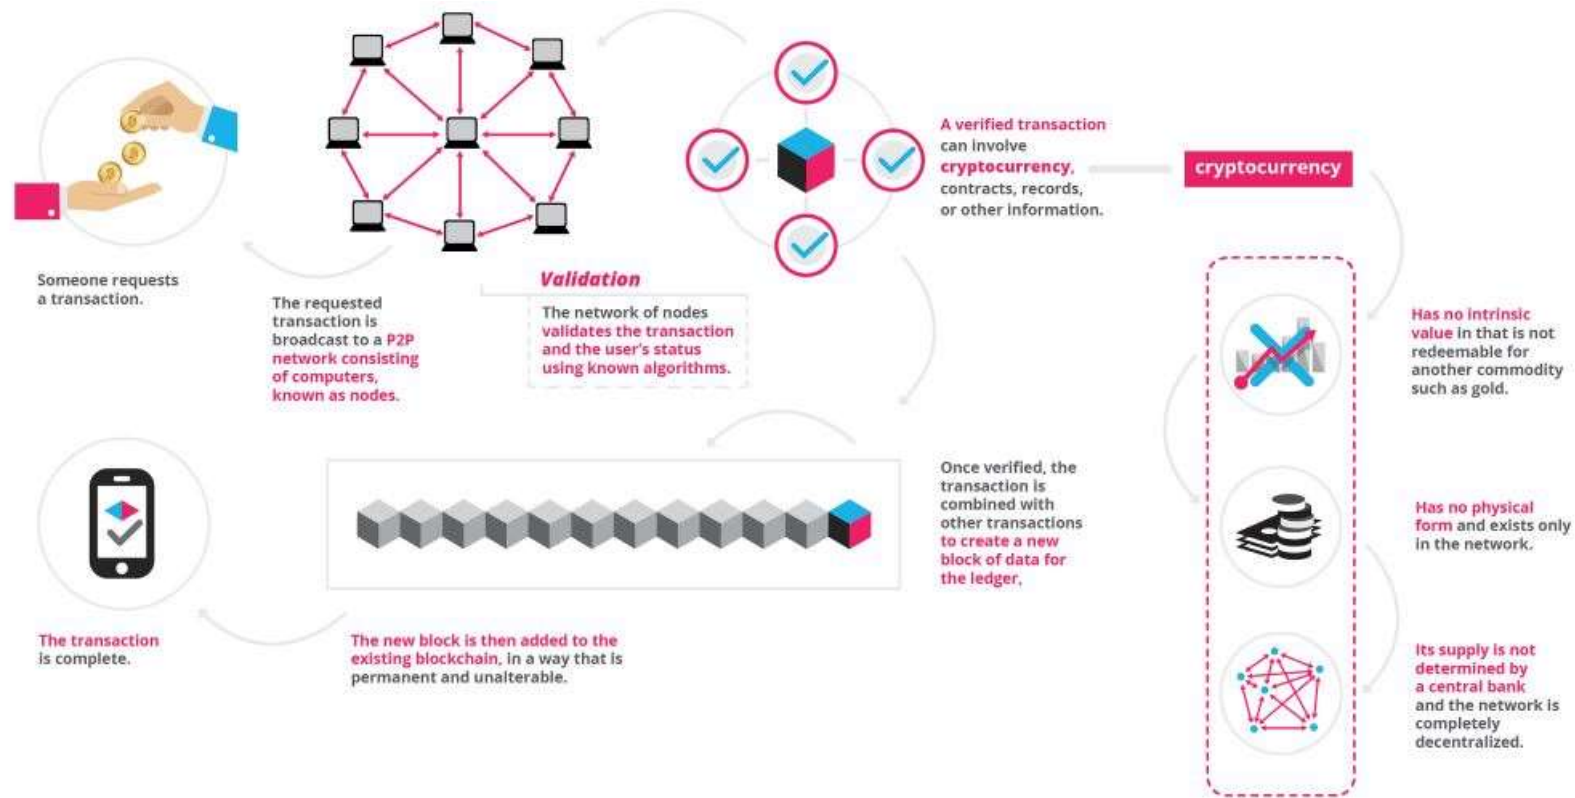 Someone requests
a transaction.
The requested
transaction is
broadcast to a P2P
network consisting
of computers,
known as nodes.
Validation
The network of nodes
validates the transaction
and the user's status
using known algorithms.
A verified transaction
can involve
cryptocurrency,
contracts, records,
or other information.
cryptocurrency
Has no intrinsic
value in that is not
redeemable for
another commodity
such as gold.
Has no physical
form and exists only
in the network.
Its supply is not
determined by
a central bank
and the network is
completely
decentralized.
Once verified, the
transaction is
combined with
other transactions
to create a new
block of data for
the ledger,
The new block is then added to the
existing blockchain, in a way that is
permanent and unalterable.
The transaction
is complete.